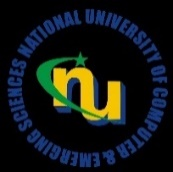 NATIONAL UNIVERSITY OF COMPUTER & EMERGING SCIENCES
nu